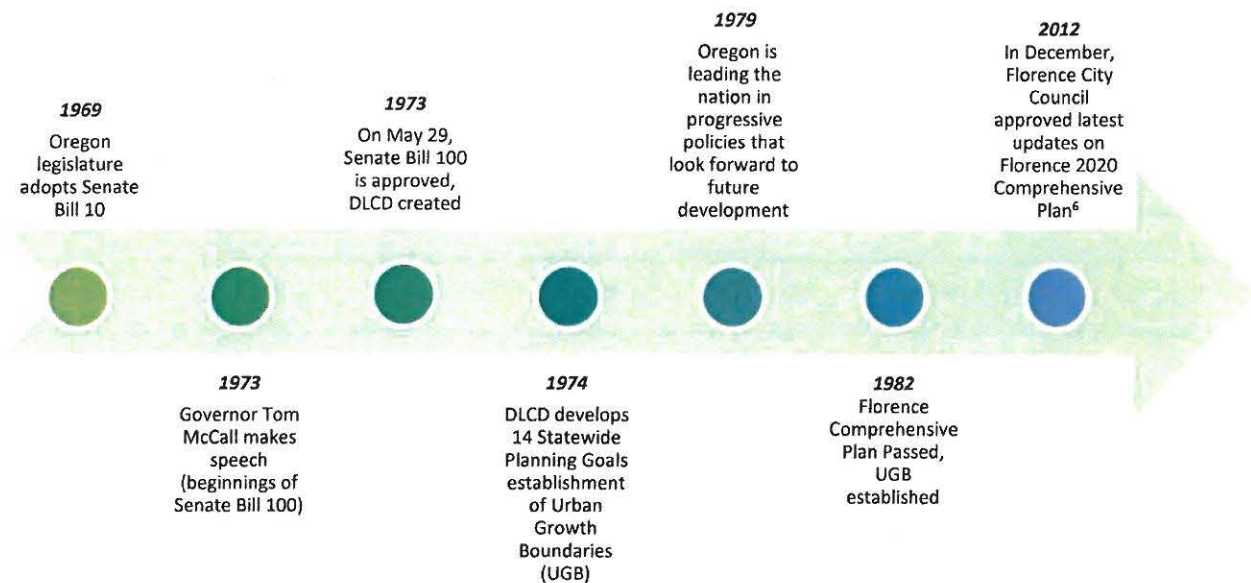 1969
Oregon
legislature
adopts Senate
Bill 10
1973
Governor Tom
McCall makes
speech
(beginnings of
Senate Bill 100)
1973
On May 29,
Senate Bill 100
is approved,
DLCD created
1974
DLCD develops
14 Statewide
Planning Goals
establishment
of Urban
Growth
Boundaries
(UGB)
1979
Oregon is
leading the
nation in
progressive
policies that
look forward to
future
development
1982
Florence
Comprehensive
Plan Passed,
UGB
established
2012
In December,
Florence City
Council
approved latest
updates on
Florence 2020
Comprehensive
Plan⁶